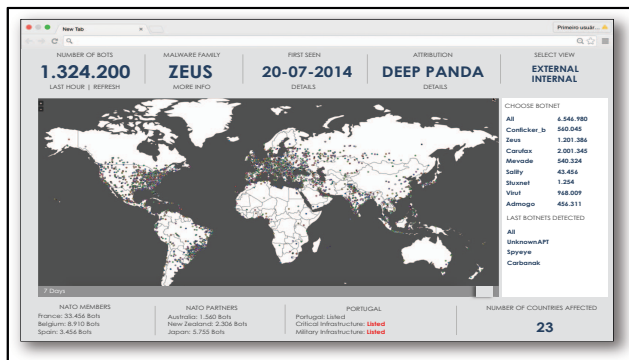 New Tab
Primeiro usuár...
NUMBER OF BOTS
1.324.200
LAST HOUR | REFRESH
MALWARE FAMILY
ZEUS
MORE INFO
FIRST SEEN
20-07-2014
DETAILS
ATTRIBUTION
DEEP PANDA
DETAILS
SELECT VIEW
EXTERNAL
INTERNAL
CHOOSE BOTNET
All 6.546.980
Conficker_b 560.045
Zeus 1.201.386
Carufax 2.001.345
Mevade 540.324
Sality 43.456
Stuxnet 1.254
Virut 968.009
Admogo 456.311
LAST BOTNETS DETECTED
All
UnknownAPT
Spyeye
Carbanak
7 Days
NATO MEMBERS
France: 33.456 Bots
Belgium: 8.910 Bots
Spain: 3.456 Bots
NATO PARTNERS
Australia: 1.560 Bots
New Zealand: 2.306 Bots
Japan: 5.755 Bots
PORTUGAL
Portugal: Listed
Critical Infrastructure: Listed
Military Infrastructure: Listed
NUMBER OF COUNTRIES AFFECTED
23